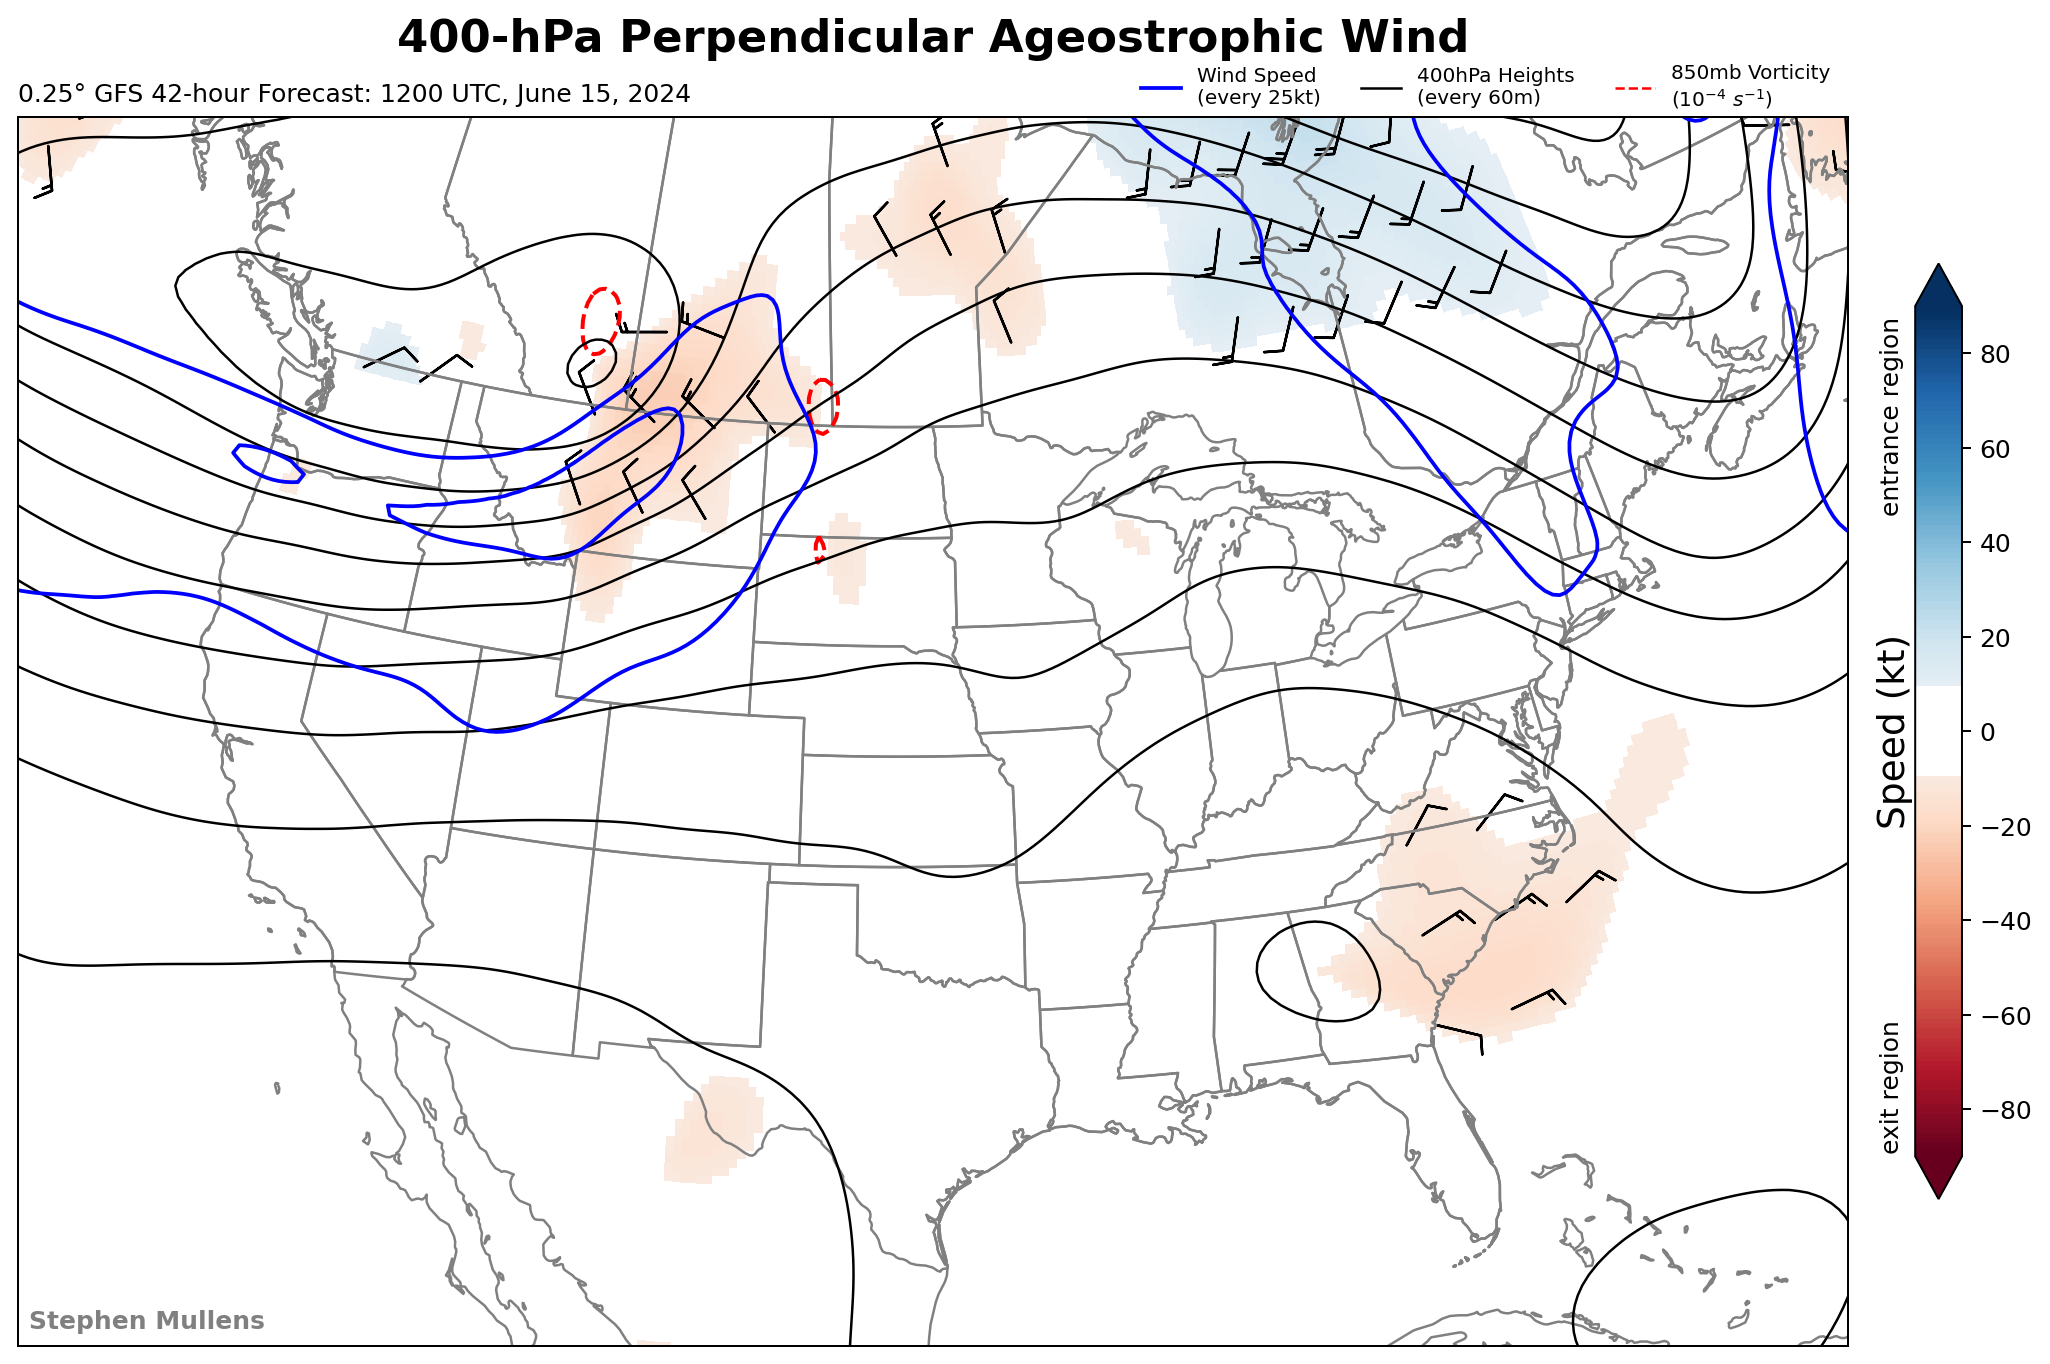 400-hPa Perpendicular Ageostrophic Wind
0.25° GFS 42-hour Forecast: 1200 UTC, June 15, 2024
Wind Speed
(every 25kt)
400hPa Heights
(every 60m)
850mb Vorticity
(10⁻⁴ s⁻¹)
entrance region
Speed (kt)
exit region
80
60
40
20
0
−20
−40
−60
−80
Stephen Mullens